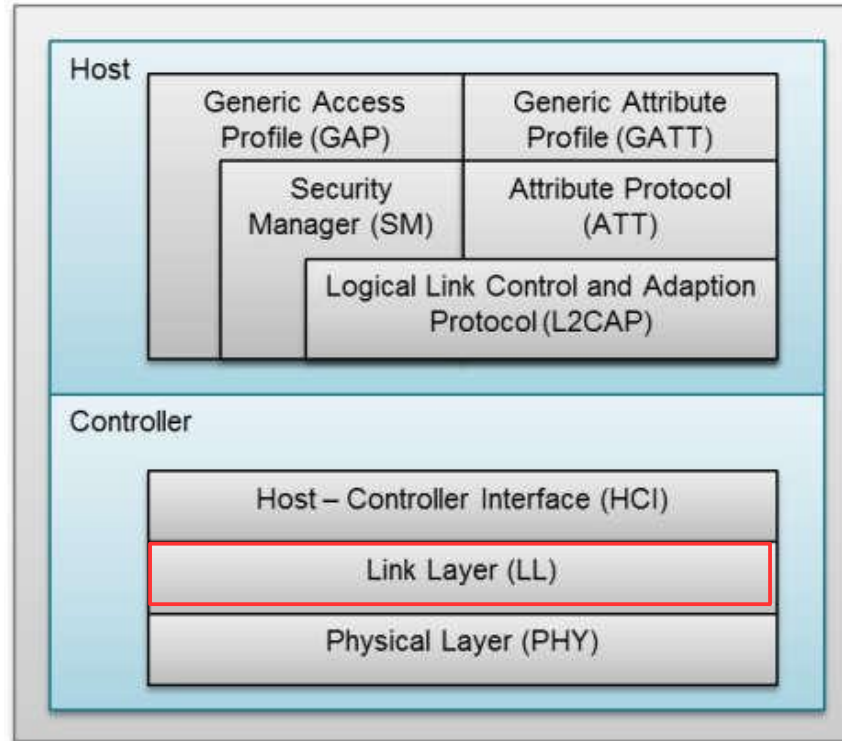 Host
Generic Access
Profile (GAP)
Generic Attribute
Profile (GATT)
Security
Manager (SM)
Attribute Protocol
(ATT)
Logical Link Control and Adaption
Protocol (L2CAP)
Controller
Host – Controller Interface (HCI)
Link Layer (LL)
Physical Layer (PHY)